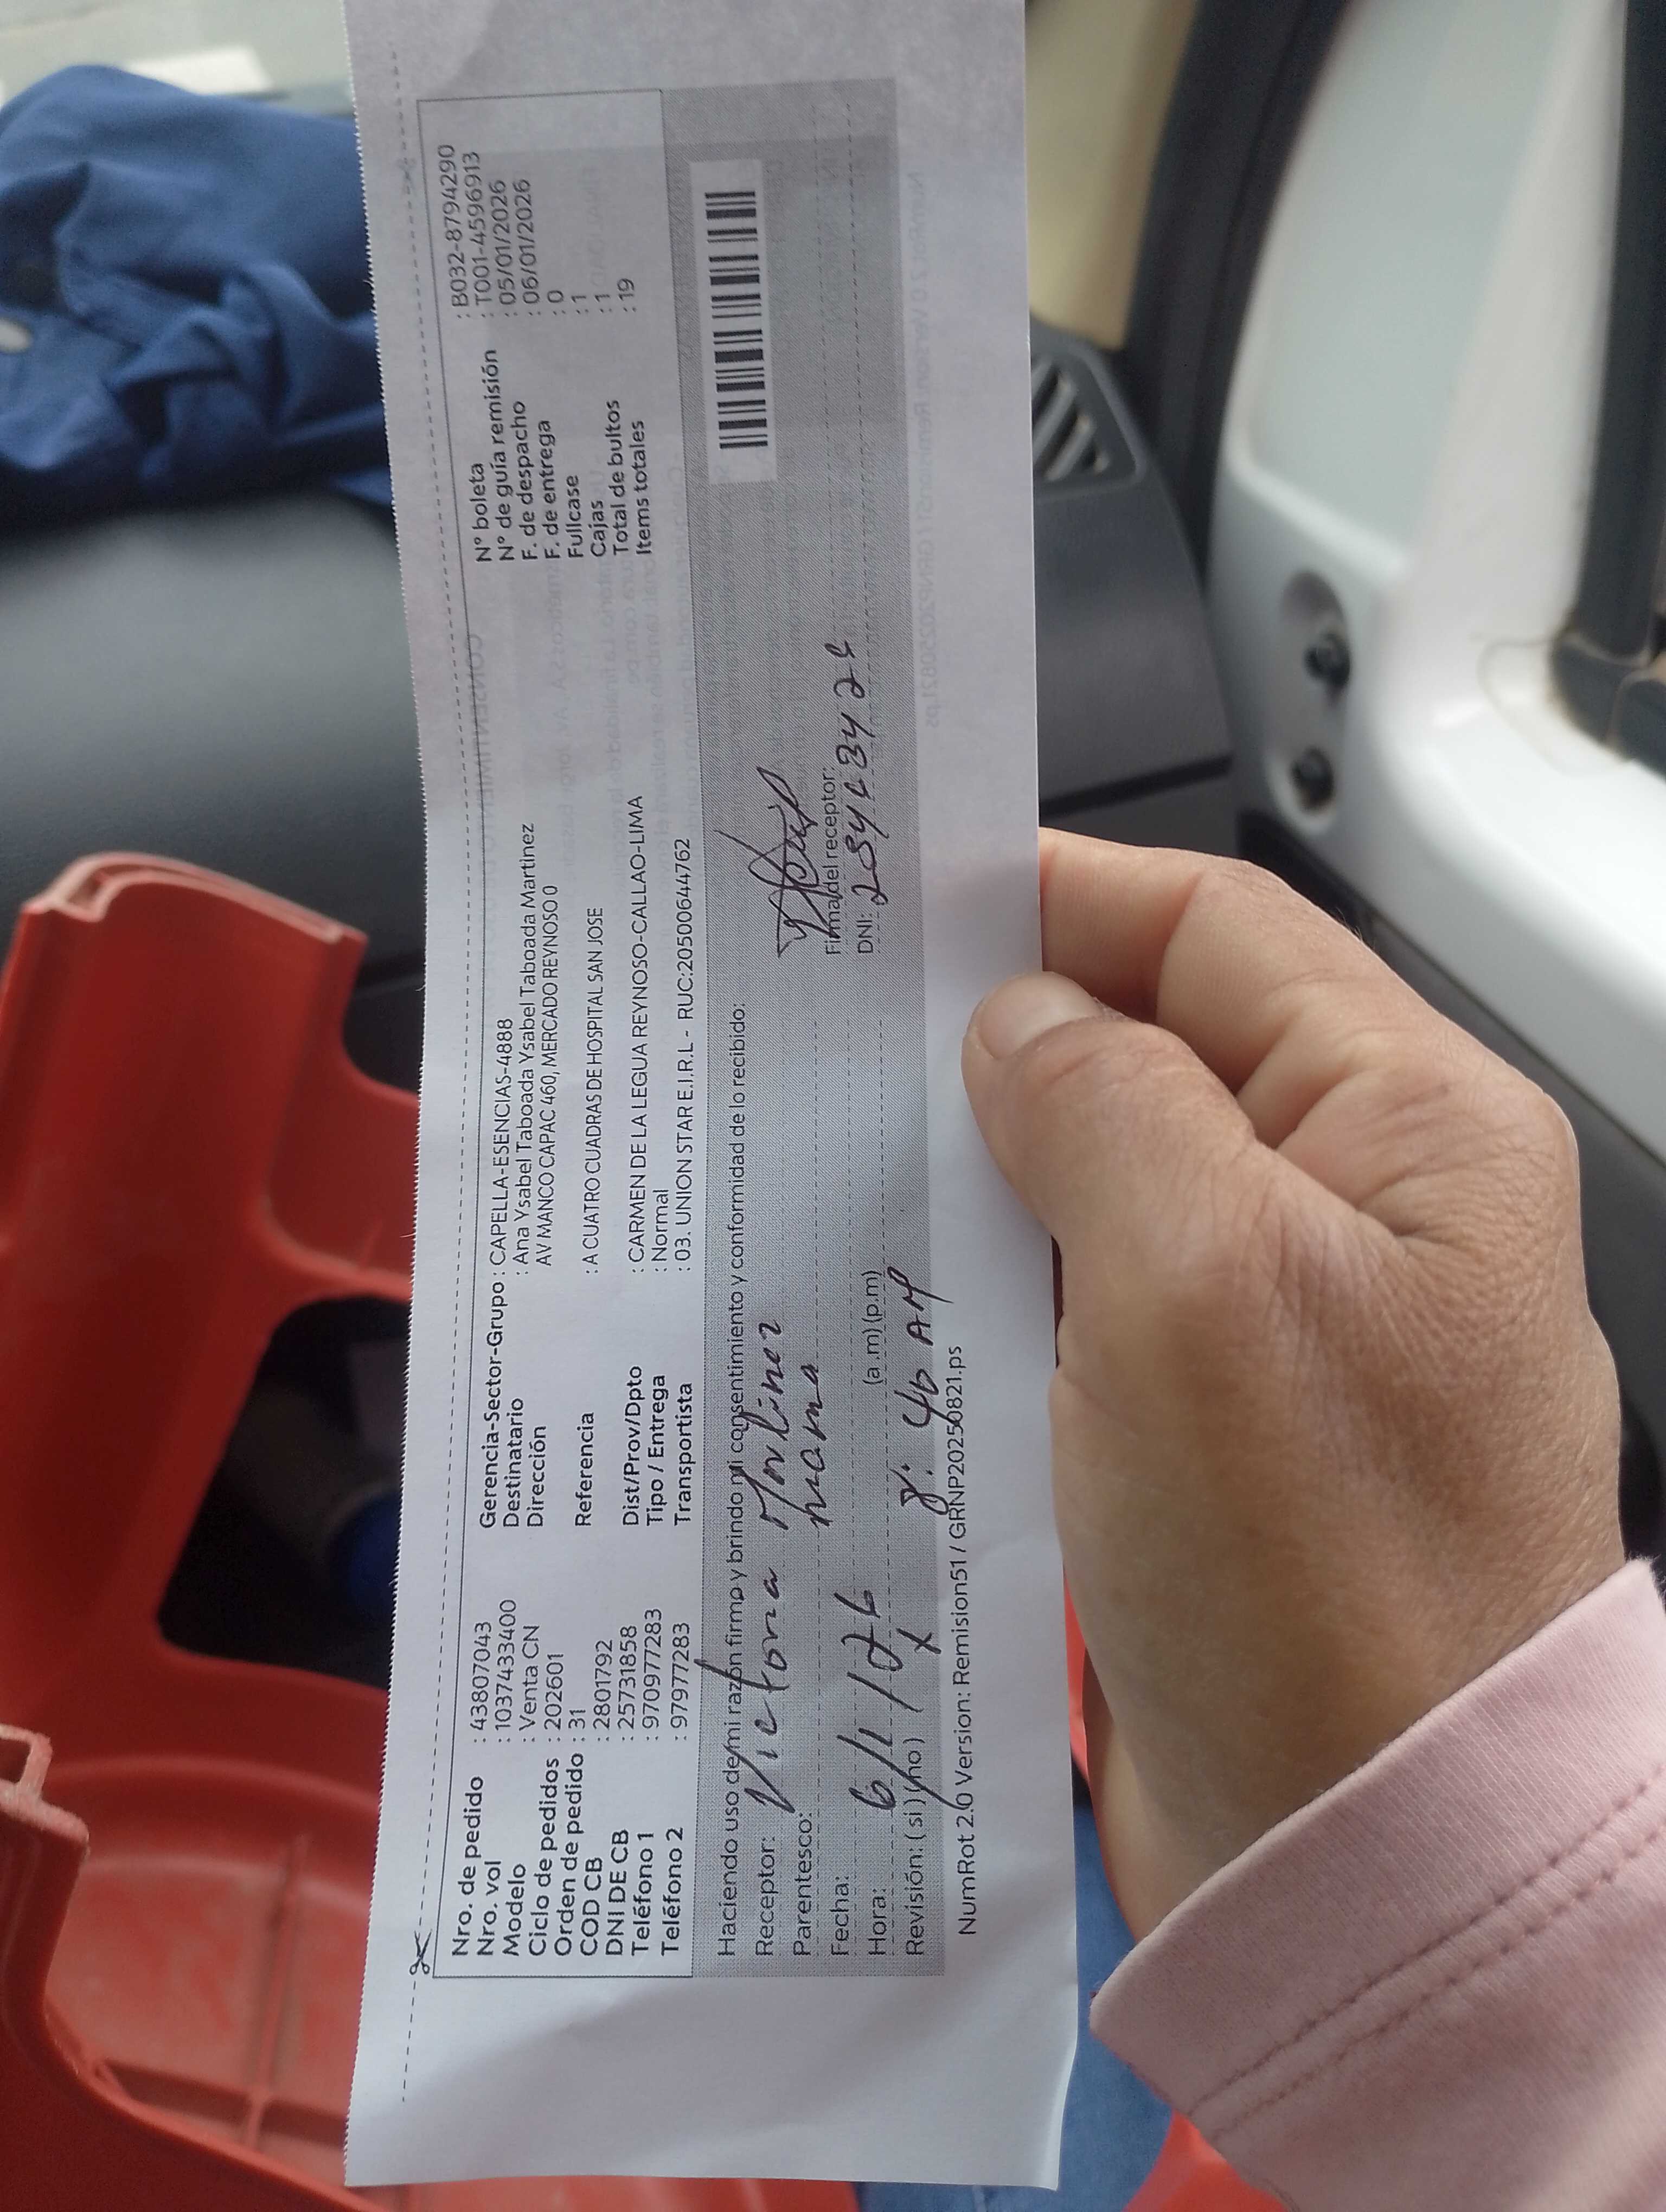 Nro. de pedido : 43807043
Nro. vol : 10374433400
Modelo : Venta CN
Ciclo de pedidos : 202601
Orden de pedido : 31
COD CB : 2801792
DNI DE CB : 25731858
Teléfono 1 : 970977283
Teléfono 2 : 97977283
Gerencia-Sector-Grupo : CAPELLA-ESENCIAS-4888
Destinatario : Ana Ysabel Taboada Ysabel Taboada Martinez
Dirección AV MANCO CAPAC 460, MERCADO REYNOSO 0
Referencia : A CUATRO CUADRAS DE HOSPITAL SAN JOSE
Dist/Prov/Dpto : CARMEN DE LA LEGUA REYNOSO-CALLAO-LIMA
Tipo / Entrega : Normal
Transportista : 03. UNION STAR E.I.R.L - RUC:20500644762
N° boleta : B032-8794290
N° de guía remisión : T001-4596913
F. de despacho : 05/01/2026
F. de entrega : 06/01/2026
Fullcase : 0
Cajas : 1
Total de bultos : 1
Items totales : 19
Haciendo uso de mi razón firmo y brindo mi consentimiento y conformidad de lo recibido:
Receptor: Victoria Martinez
Parentesco: mama
Fecha: 6/1/26
Hora: (a.m) (p.m)
40 AM
Revisión: ( si ) ( no ) x
Firma del receptor:
DNI:
NumRot 2.0 Version: Remision51 / GRNP20250821.ps